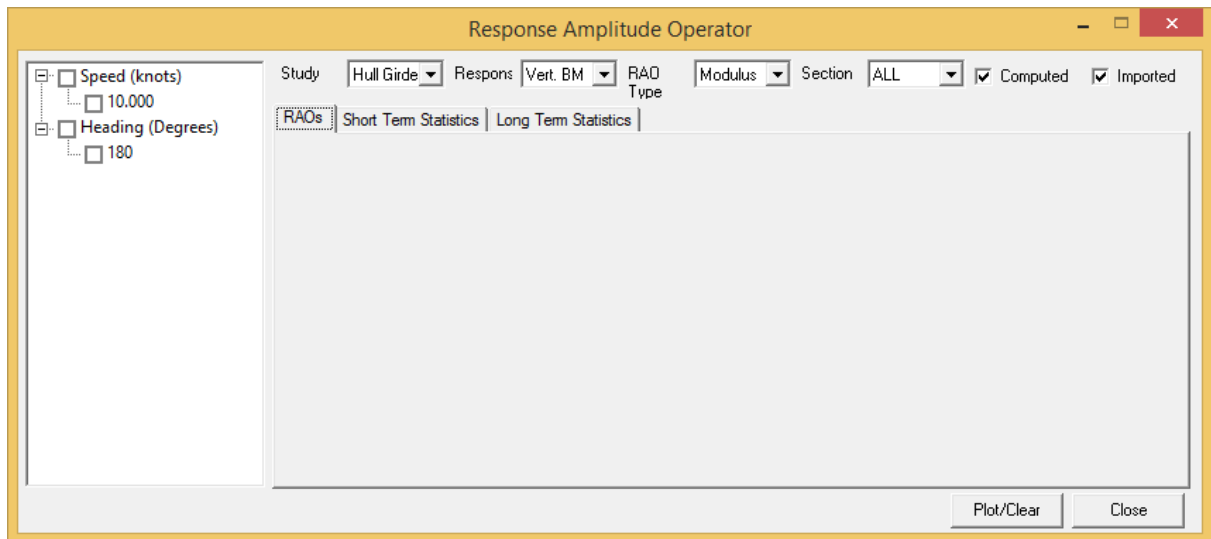 Response Amplitude Operator
Speed (knots)
10.000
Heading (Degrees)
180
Study Hull Girde Respons Vert. BM RAO Type Modulus Section ALL Computed Imported
RAOs Short Term Statistics Long Term Statistics
Plot/Clear Close